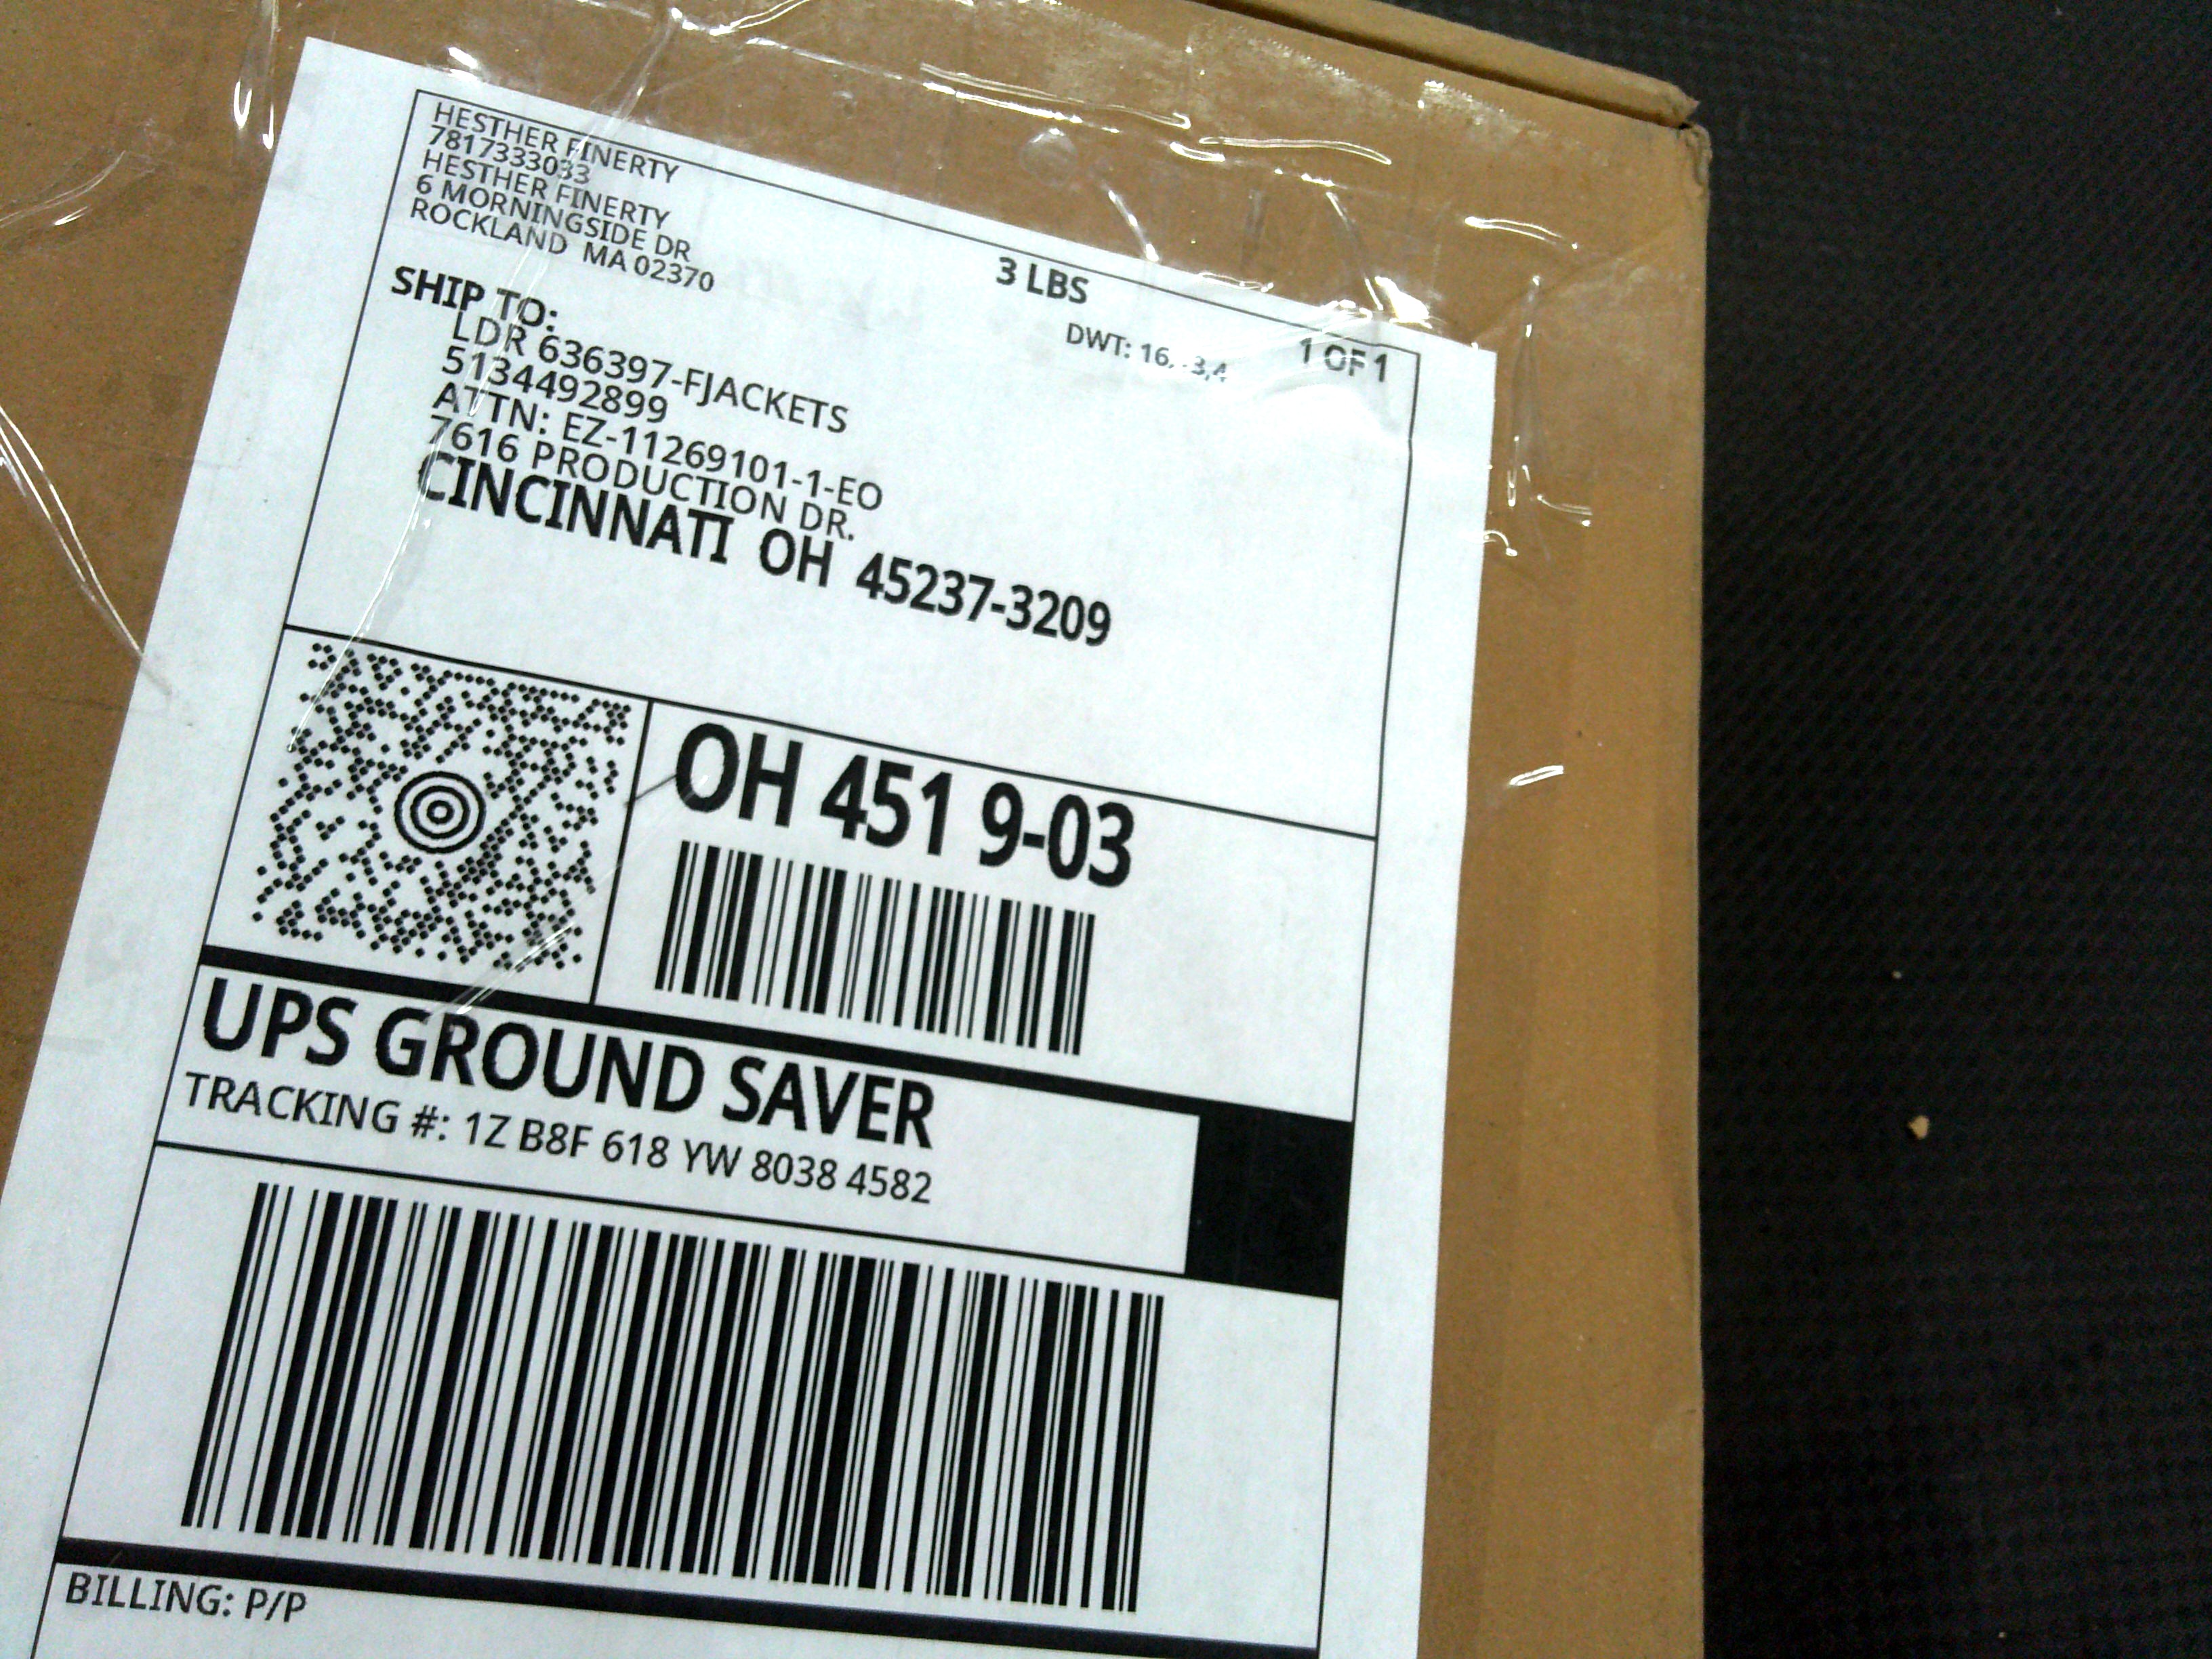 HESTHER FINERTY
7817333033
HESTHER FINERTY
6 MORNINGSIDE DR
ROCKLAND MA 02370
3 LBS
1 OF 1
DWT: 16,
SHIP TO:
LDR 636397-FJACKETS
5134492899
ATTN: EZ-11269101-1-EO
7616 PRODUCTION DR.
CINCINNATI OH 45237-3209
OH 451 9-03
UPS GROUND SAVER
TRACKING #: 1Z B8F 618 YW 8038 4582
BILLING: P/P